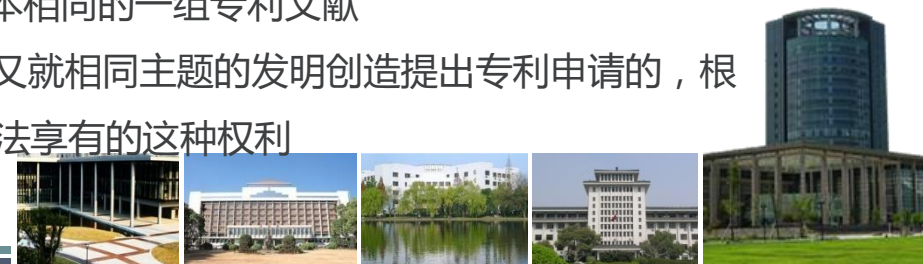 本相同的一组专利文献
又就相同主题的发明创造提出专利申请的，根
法享有的这种权利